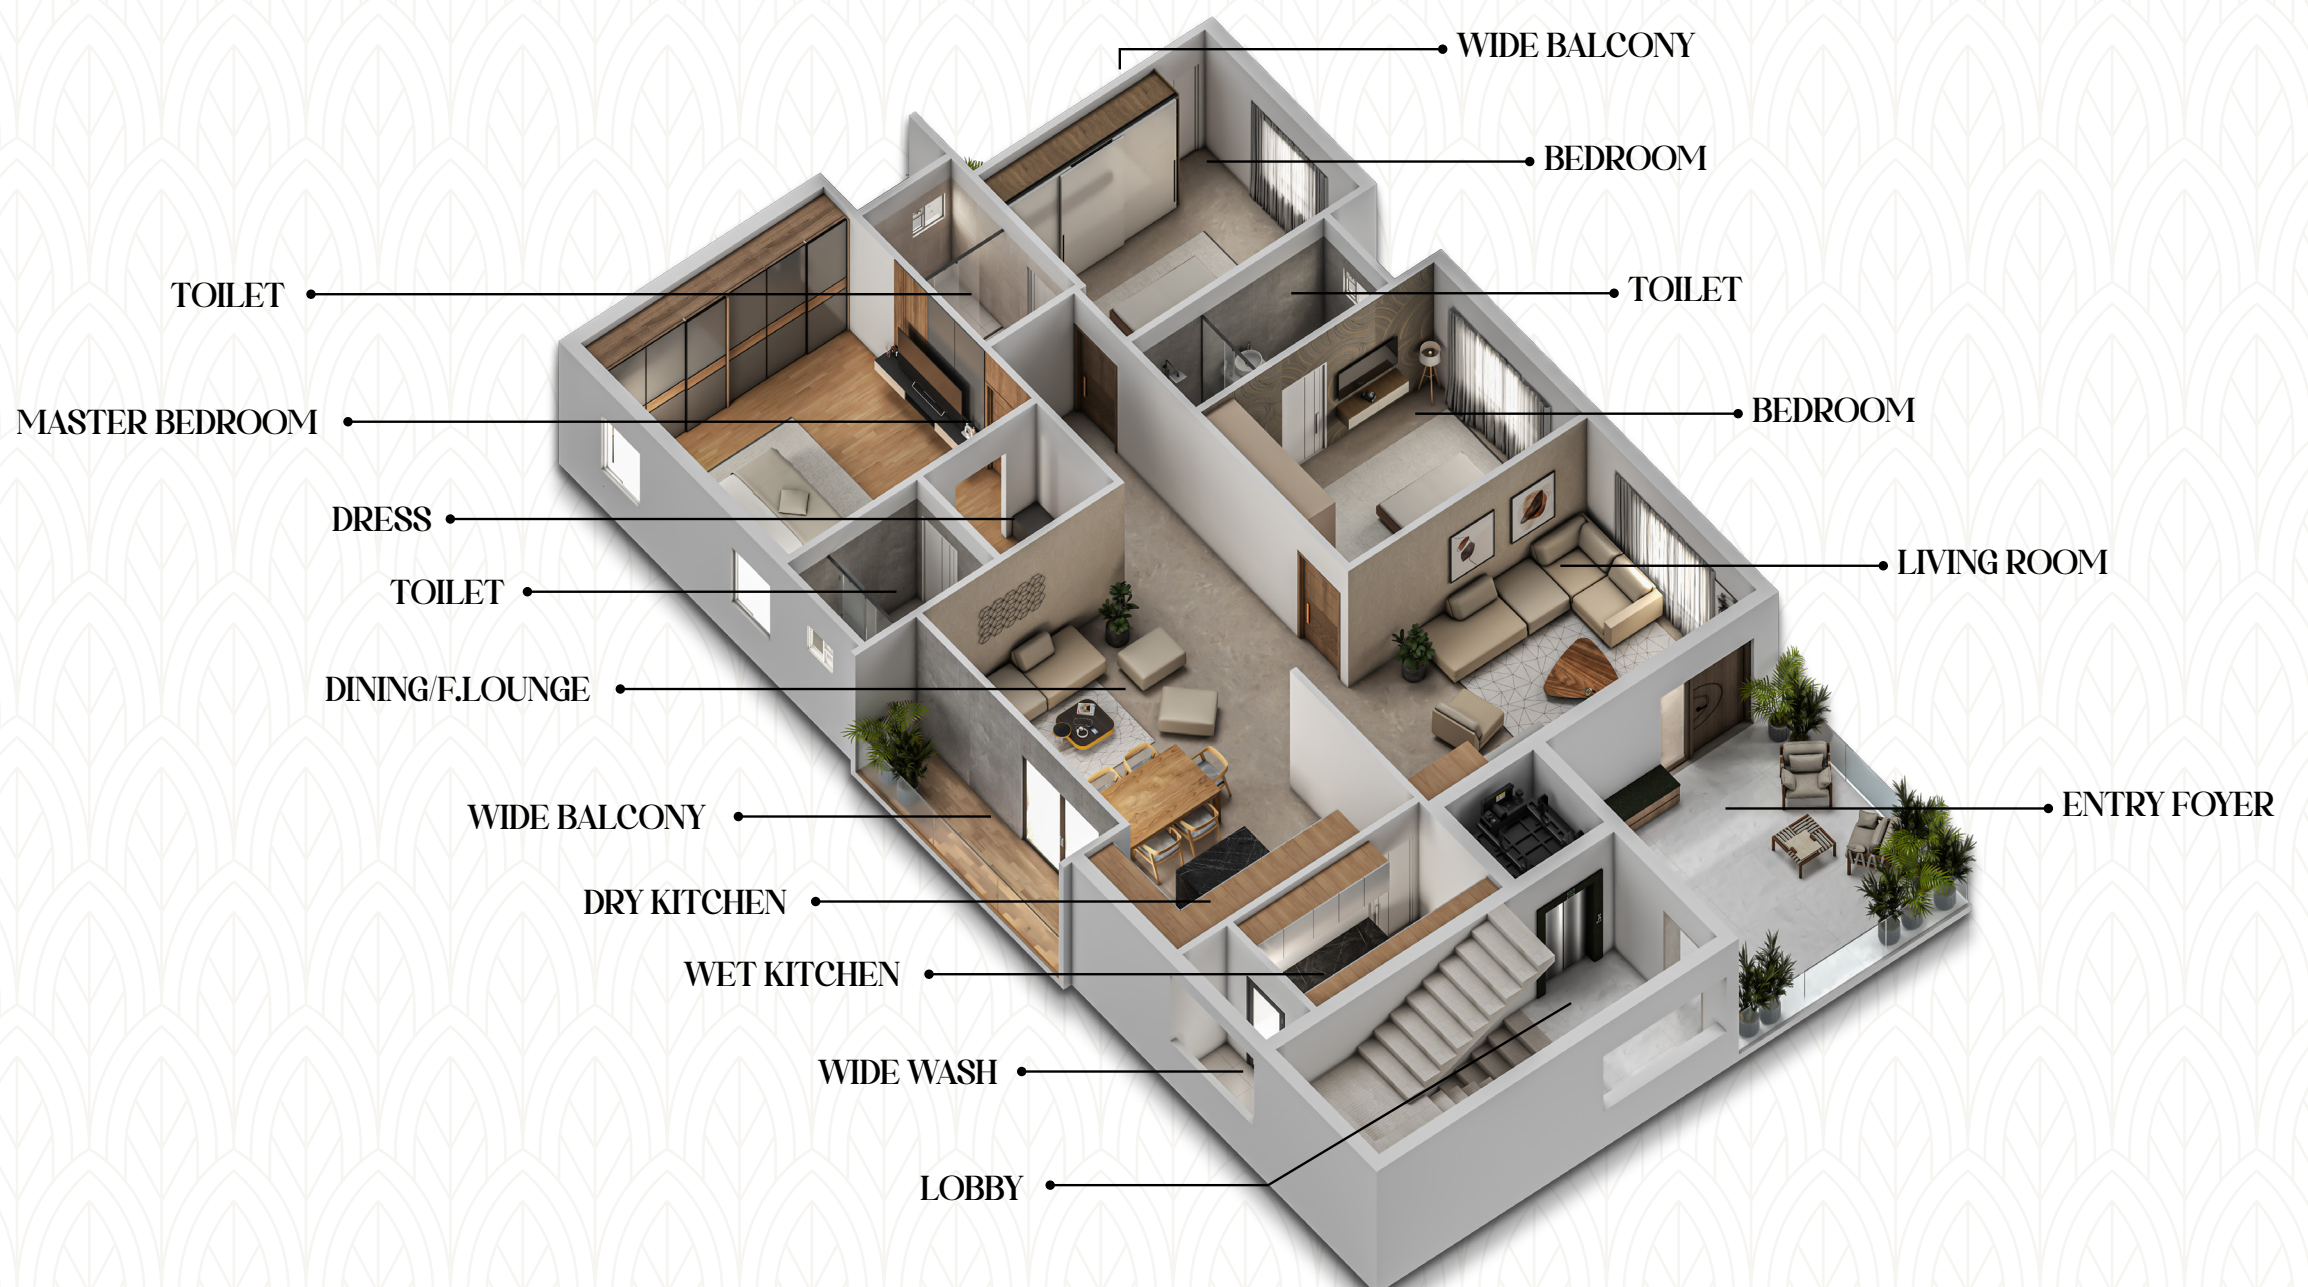 WIDE BALCONY
BEDROOM
TOILET
TOILET
MASTER BEDROOM
BEDROOM
DRESS
LIVING ROOM
TOILET
DINING/F.LOUNGE
ENTRY FOYER
WIDE BALCONY
DRY KITCHEN
WET KITCHEN
WIDE WASH
LOBBY